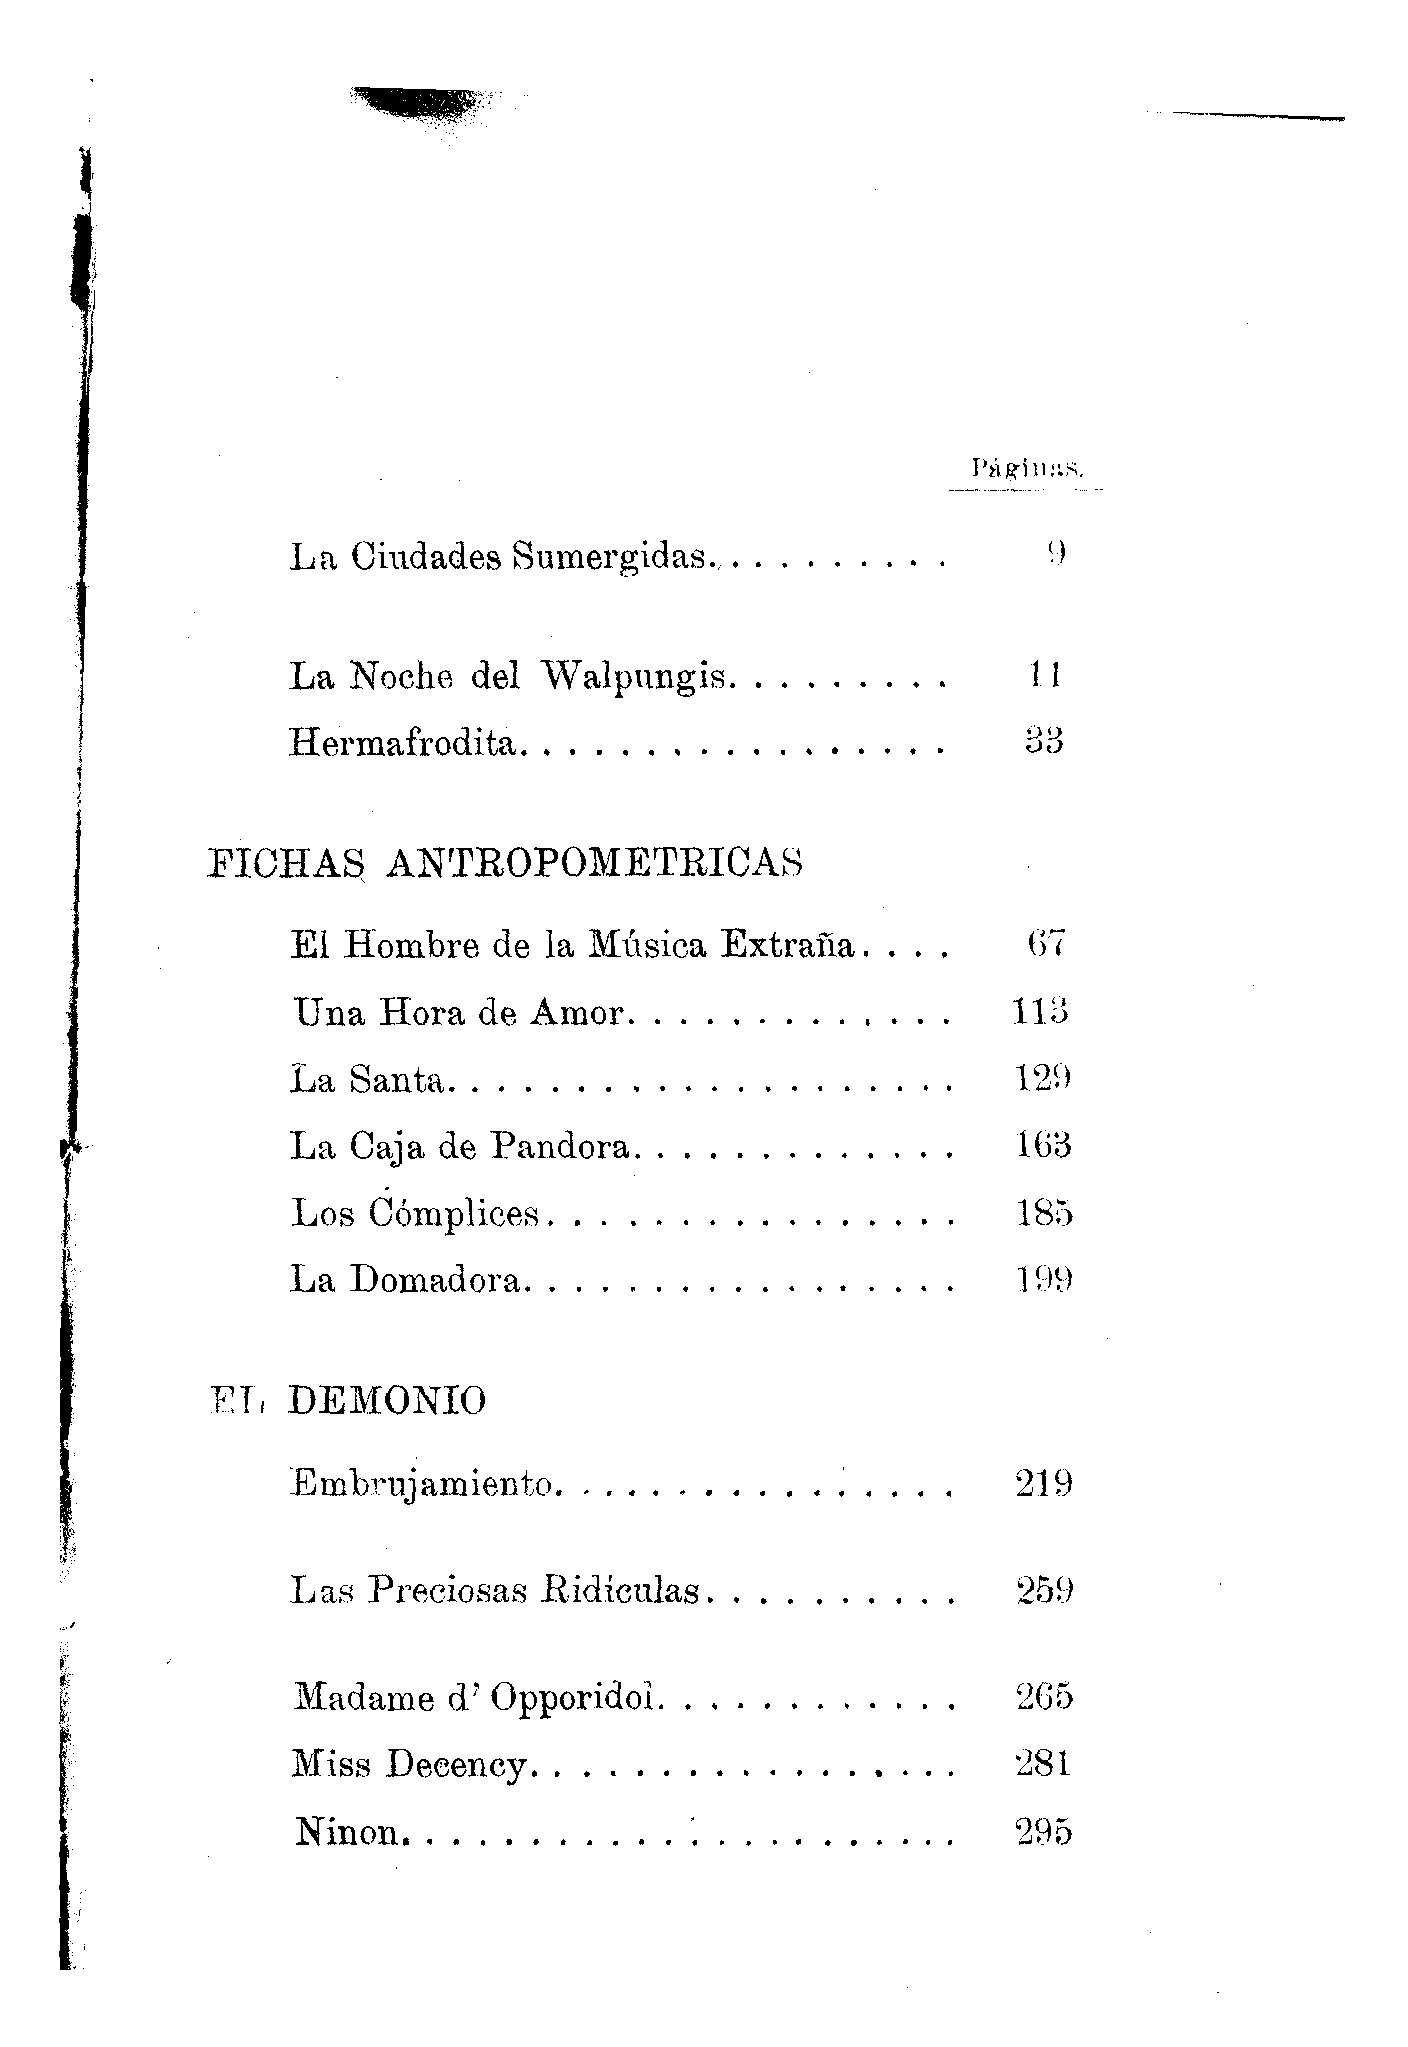 Páginas.
La Ciudades Sumergidas. . . . . . . . . . 9
La Noche del Walpungis. . . . . . . . . 11
Hermafrodita. . . . . . . . . . . . . . . . . 33
FICHAS ANTROPOMETRICAS
El Hombre de la Música Extraña. . . . 67
Una Hora de Amor. . . . . . . . . . . . . 113
La Santa. . . . . . . . . . . . . . . . . . . . 129
La Caja de Pandora. . . . . . . . . . . . . 163
Los Cómplices. . . . . . . . . . . . . . . . 185
La Domadora. . . . . . . . . . . . . . . . . 199
EL DEMONIO
Embrujamiento. . . . . . . . . . . . . . . . 219
Las Preciosas Ridículas. . . . . . . . . . 259
Madame d' Opporidol. . . . . . . . . . . . 265
Miss Decency. . . . . . . . . . . . . . . . . 281
Ninon. . . . . . . . . . . . . . . . . . . . . . 295